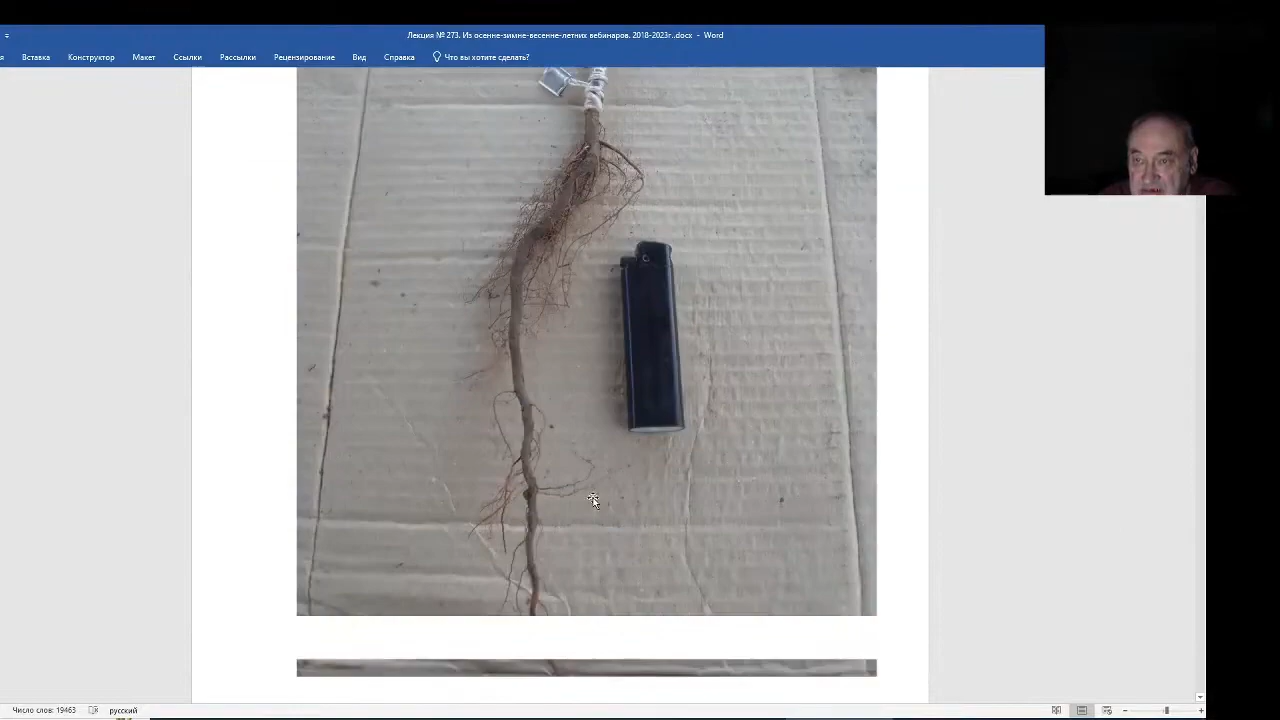 Лекция № 273. Из осенне-зимне-весенне-летних вебинаров. 2018-2023г..docx - Word
я Вставка Конструктор Макет Ссылки Рассылки Рецензирование Вид Справка Что вы хотите сделать?
Число слов: 19463 русский